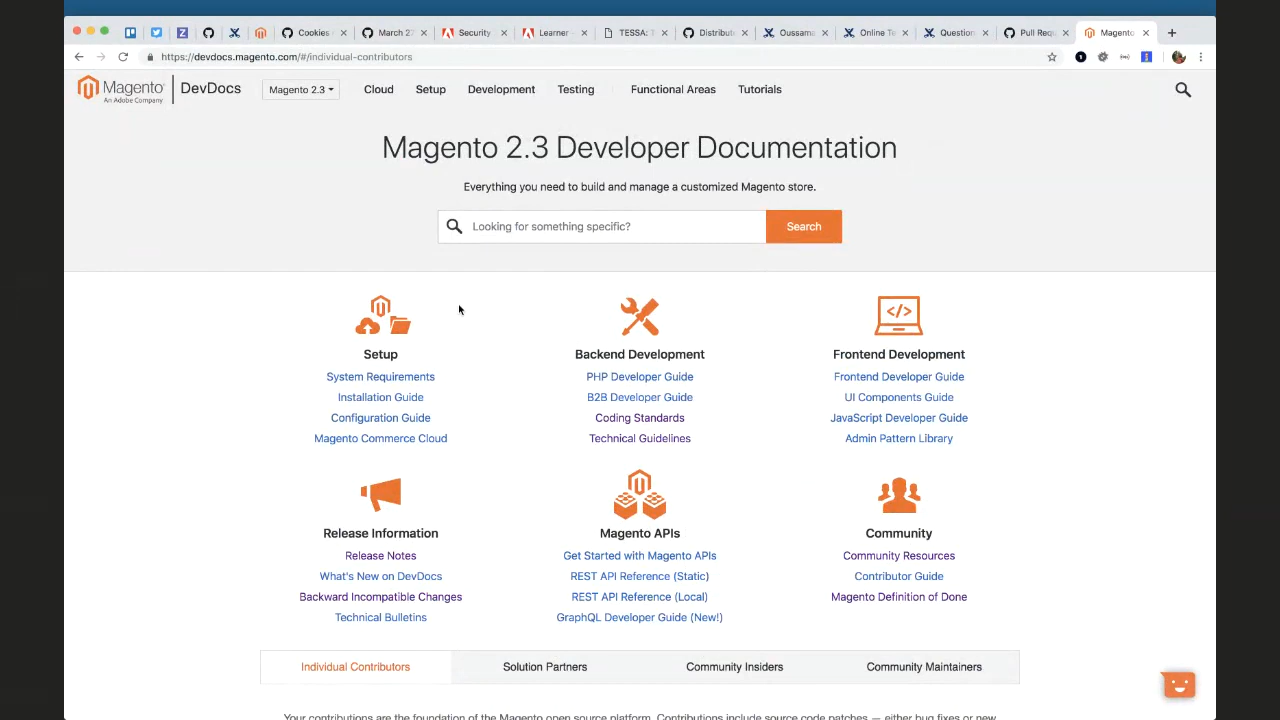 Cookies
March 27
Security
Learner
TESSA:
Distribut
Oussama
Online T
Question
Pull Req
Magento
https://devdocs.magento.com/#/individual-contributors
Magento
An Adobe Company
DevDocs
Magento 2.3
Cloud
Setup
Development
Testing
Functional Areas
Tutorials
Magento 2.3 Developer Documentation
Everything you need to build and manage a customized Magento store.
Looking for something specific?
Search
Setup
Backend Development
Frontend Development
System Requirements
PHP Developer Guide
Frontend Developer Guide
Installation Guide
B2B Developer Guide
UI Components Guide
Configuration Guide
Coding Standards
JavaScript Developer Guide
Magento Commerce Cloud
Technical Guidelines
Admin Pattern Library
Release Information
Magento APIs
Community
Release Notes
Get Started with Magento APIs
Community Resources
What's New on DevDocs
REST API Reference (Static)
Contributor Guide
Backward Incompatible Changes
REST API Reference (Local)
Magento Definition of Done
Technical Bulletins
GraphQL Developer Guide (New!)
Individual Contributors
Solution Partners
Community Insiders
Community Maintainers
Your contributions are the foundation of the Magento open source platform. Contributions include source code patches — either bug fixes or new